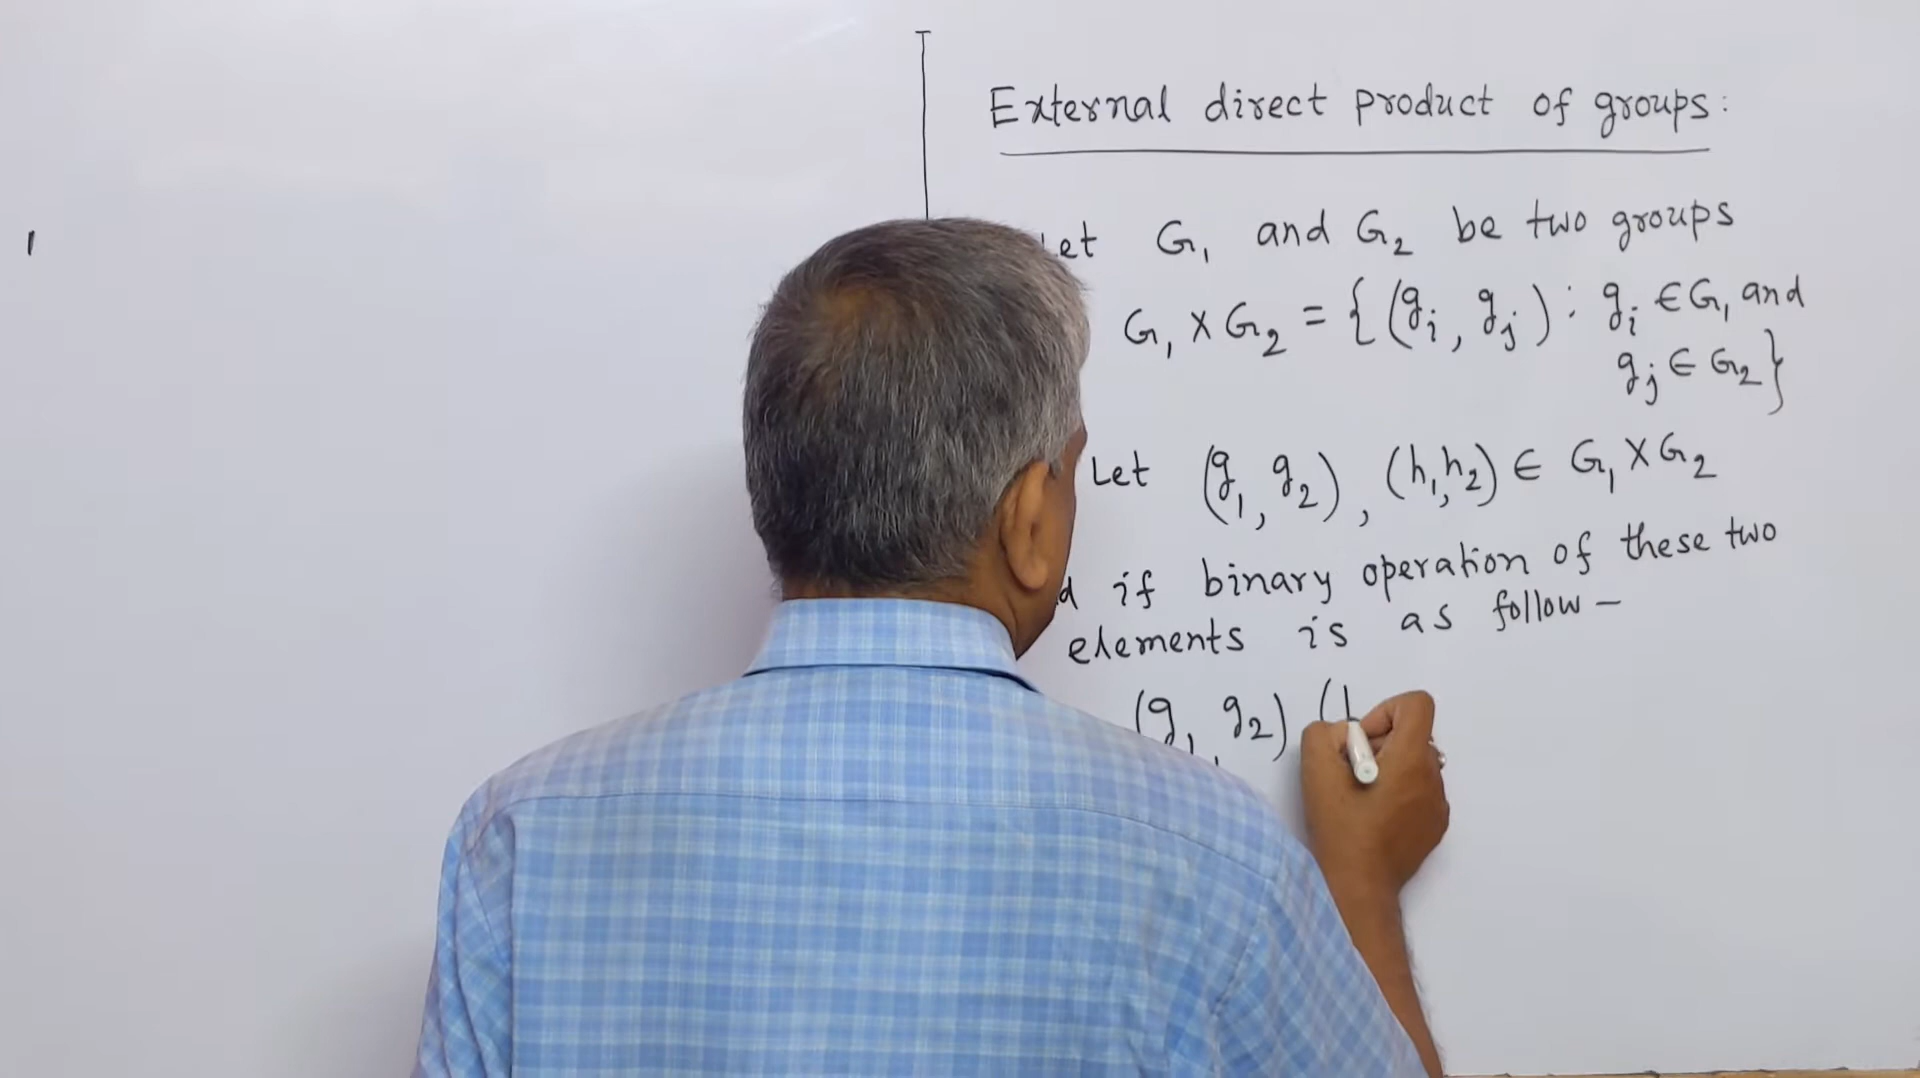 External direct product of groups:
Let G₁ and G₂ be two groups
G₁ × G₂ = {(gᵢ, gⱼ) : gᵢ ∈ G₁ and
gⱼ ∈ G₂}
Let (g₁, g₂), (h₁, h₂) ∈ G₁ × G₂
if binary operation of these two
elements is as follow –
(g₁, g₂) (